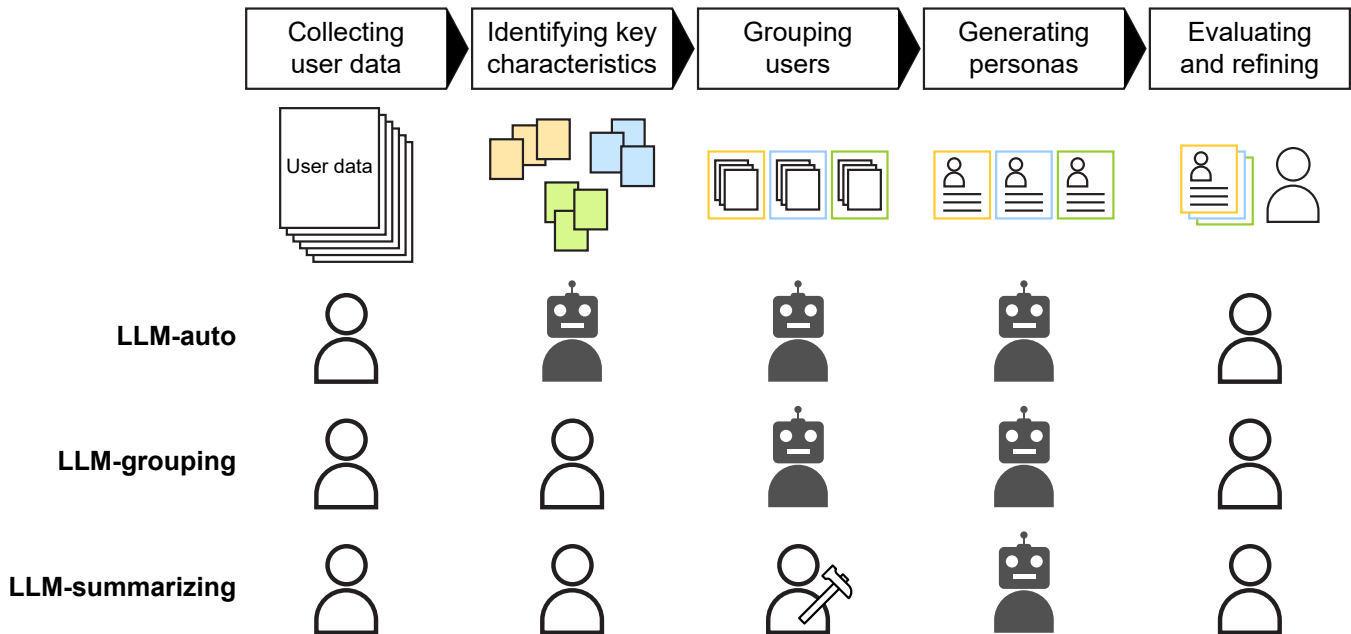 Collecting
user data
Identifying key
characteristics
Grouping
users
Generating
personas
Evaluating
and refining
User data
LLM-auto
LLM-grouping
LLM-summarizing